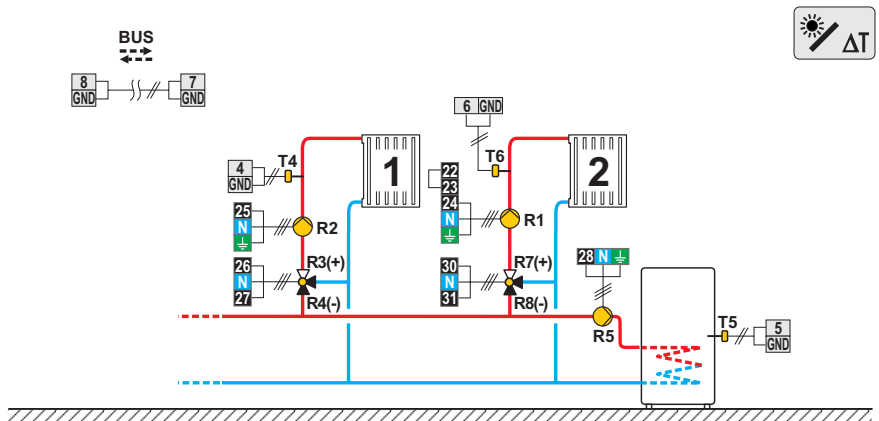 BUS
ΔT
8
GND
7
GND
6 GND
4
GND
T4
1
T6
2
22
23
24
N
25
N
R2
R1
26
N
27
R3(+)
R4(-)
30
N
31
R7(+)
R8(-)
28 N
R5
T5
5
GND